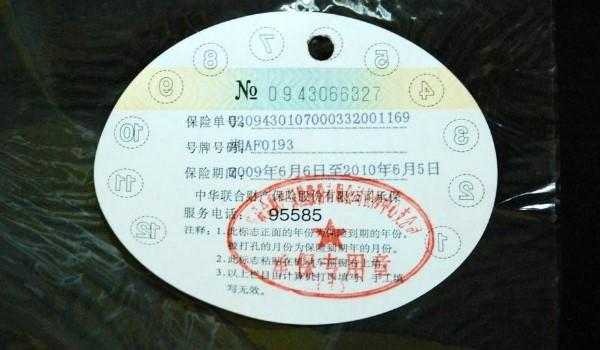 7
8
5
9
4
№ 0943066327
10
3
保险单号:0209430107000332001169
号牌号码:湘AF0193
11
2
保险期:2009年6月6日至2010年6月5日
中华联合财产保险股份有限公司
服务电话: 95585
12
1
注释:1.此标志正面的年份为保险到期的年份。
被打孔的月份为保险到期年的月份。
2.此标志粘贴在机动车前窗右上角。
3.以上栏目由计算机打印填写,手工填
写无效。